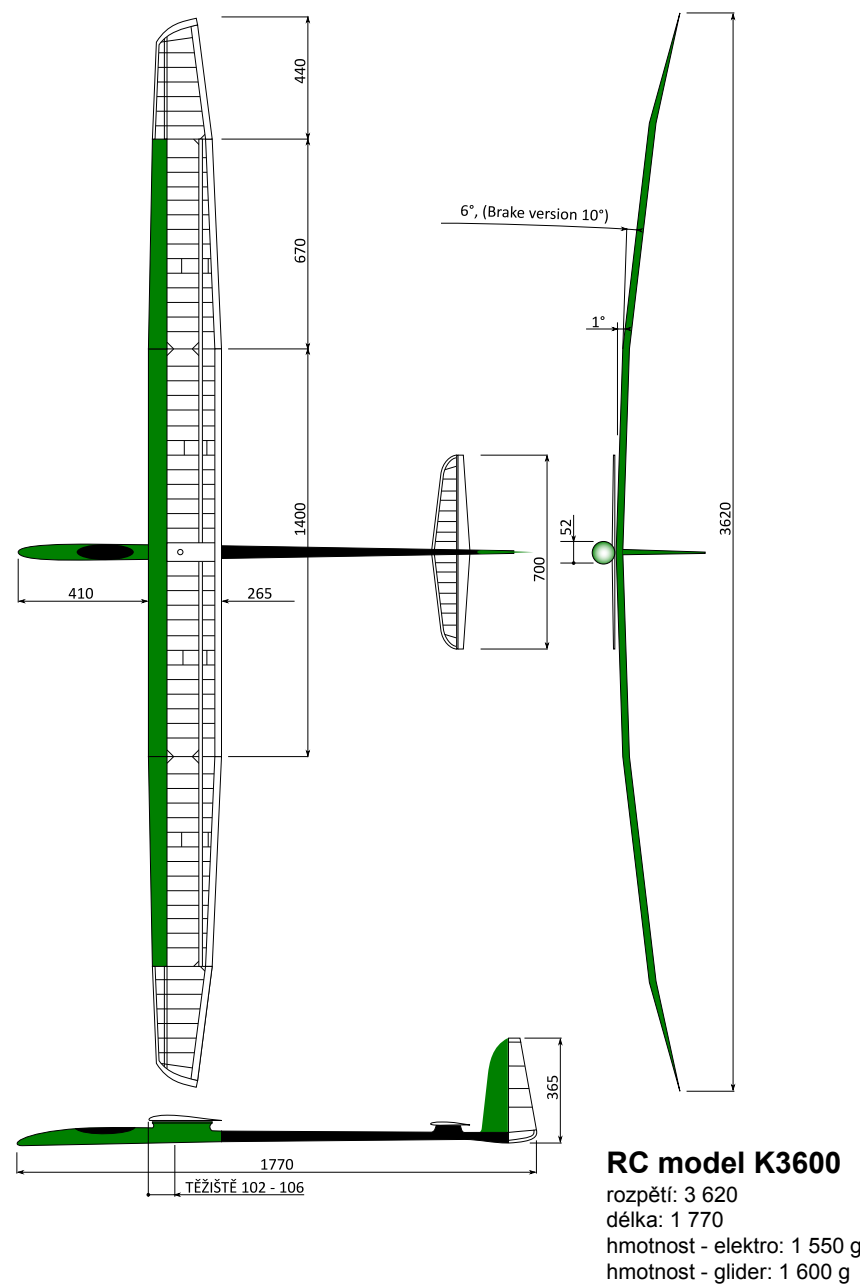 440
670
6°, (Brake version 10°)
1°
1400
3620
52
700
410
265
365
1770
TĚŽIŠTĚ 102 - 106
RC model K3600
rozpětí: 3 620
délka: 1 770
hmotnost - elektro: 1 550 g
hmotnost - glider: 1 600 g